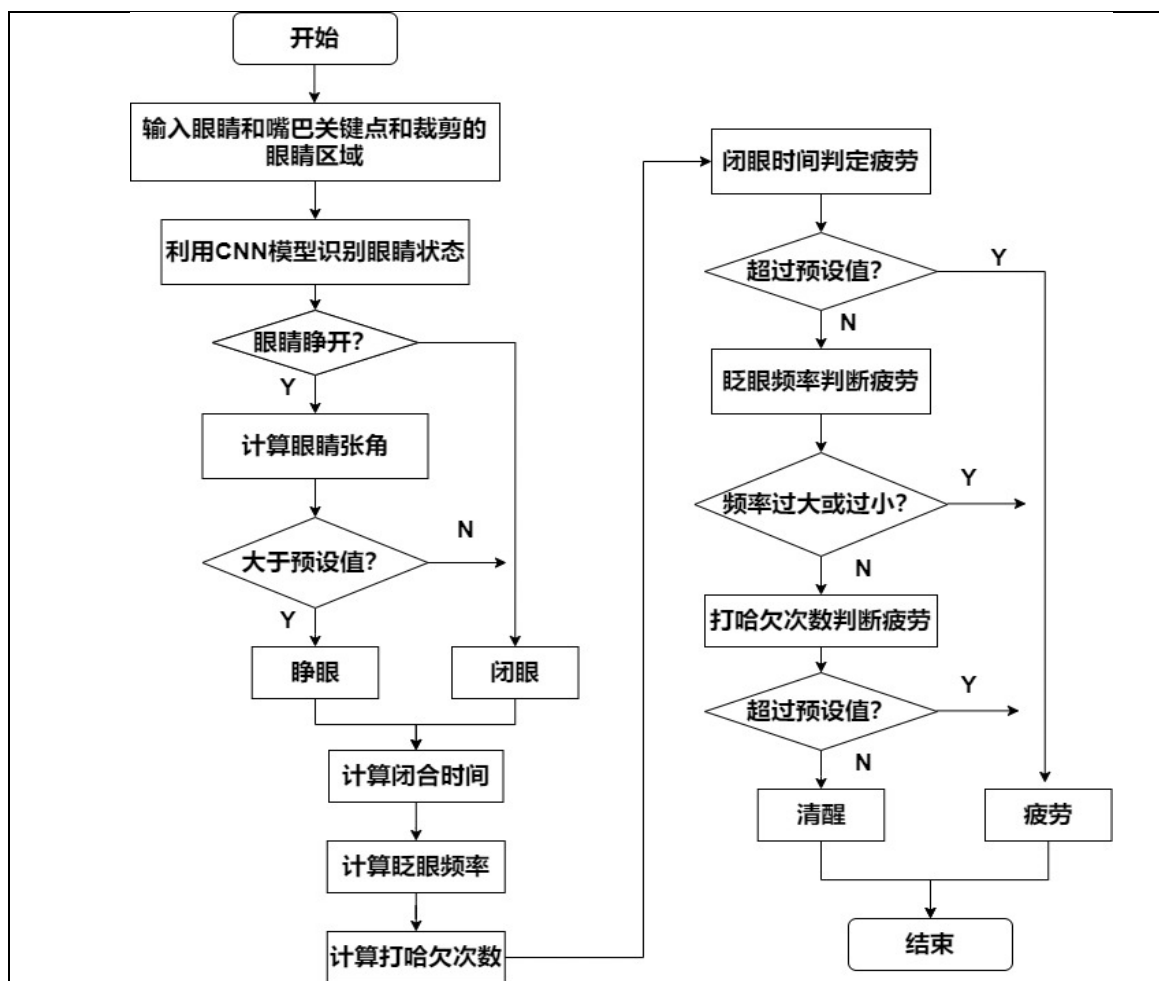 开始
输入眼睛和嘴巴关键点和裁剪的
眼睛区域
利用CNN模型识别眼睛状态
眼睛睁开?
Y
计算眼睛张角
大于预设值?
N
Y
睁眼
闭眼
计算闭合时间
计算眨眼频率
计算打哈欠次数
闭眼时间判定疲劳
超过预设值?
Y
N
眨眼频率判断疲劳
频率过大或过小?
Y
N
打哈欠次数判断疲劳
超过预设值?
Y
N
清醒
疲劳
结束